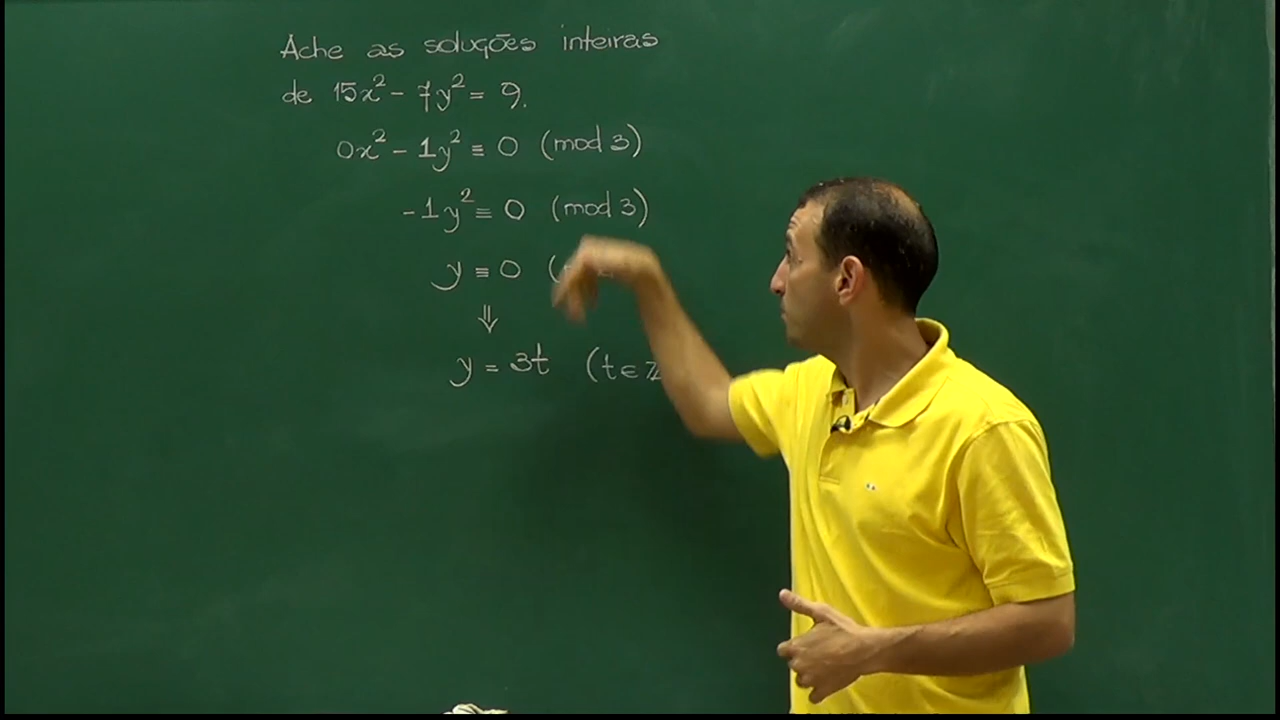 Ache as soluções inteiras
de 15x² - 7y² = 9.
0x² - 1y² ≡ 0 (mod 3)
-1y² ≡ 0 (mod 3)
y ≡ 0 (
⇓
y = 3t (t ∈ ℤ